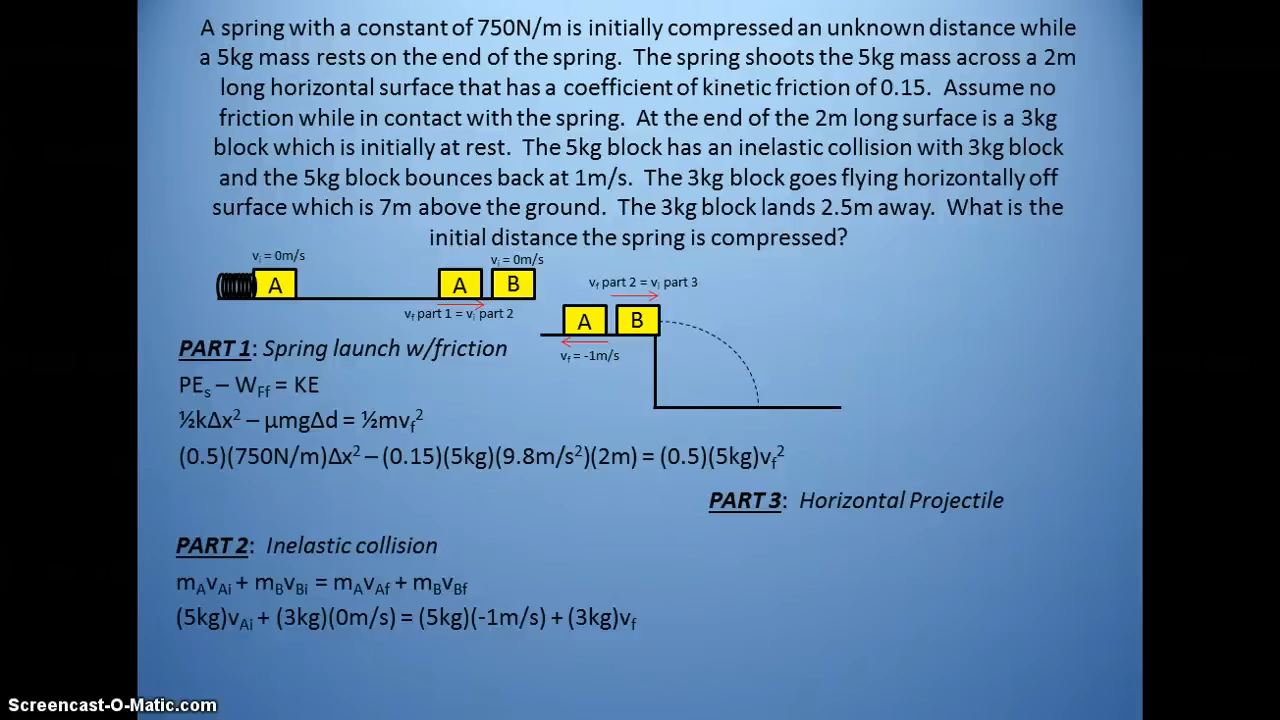 A spring with a constant of 750N/m is initially compressed an unknown distance while
a 5kg mass rests on the end of the spring. The spring shoots the 5kg mass across a 2m
long horizontal surface that has a coefficient of kinetic friction of 0.15. Assume no
friction while in contact with the spring. At the end of the 2m long surface is a 3kg
block which is initially at rest. The 5kg block has an inelastic collision with 3kg block
and the 5kg block bounces back at 1m/s. The 3kg block goes flying horizontally off
surface which is 7m above the ground. The 3kg block lands 2.5m away. What is the
initial distance the spring is compressed?
vᵢ = 0m/s
vᵢ = 0m/s
A
A
B
vf part 1 = vᵢ part 2
vf part 2 = vᵢ part 3
A
B
vf = -1m/s
PART 1: Spring launch w/friction
PEs – WFf = KE
½kΔx² – μmgΔd = ½mvf²
(0.5)(750N/m)Δx² – (0.15)(5kg)(9.8m/s²)(2m) = (0.5)(5kg)vf²
PART 3: Horizontal Projectile
PART 2: Inelastic collision
mAvAi + mBvBi = mAvAf + mBvBf
(5kg)vAi + (3kg)(0m/s) = (5kg)(-1m/s) + (3kg)vf
Screencast-O-Matic.com